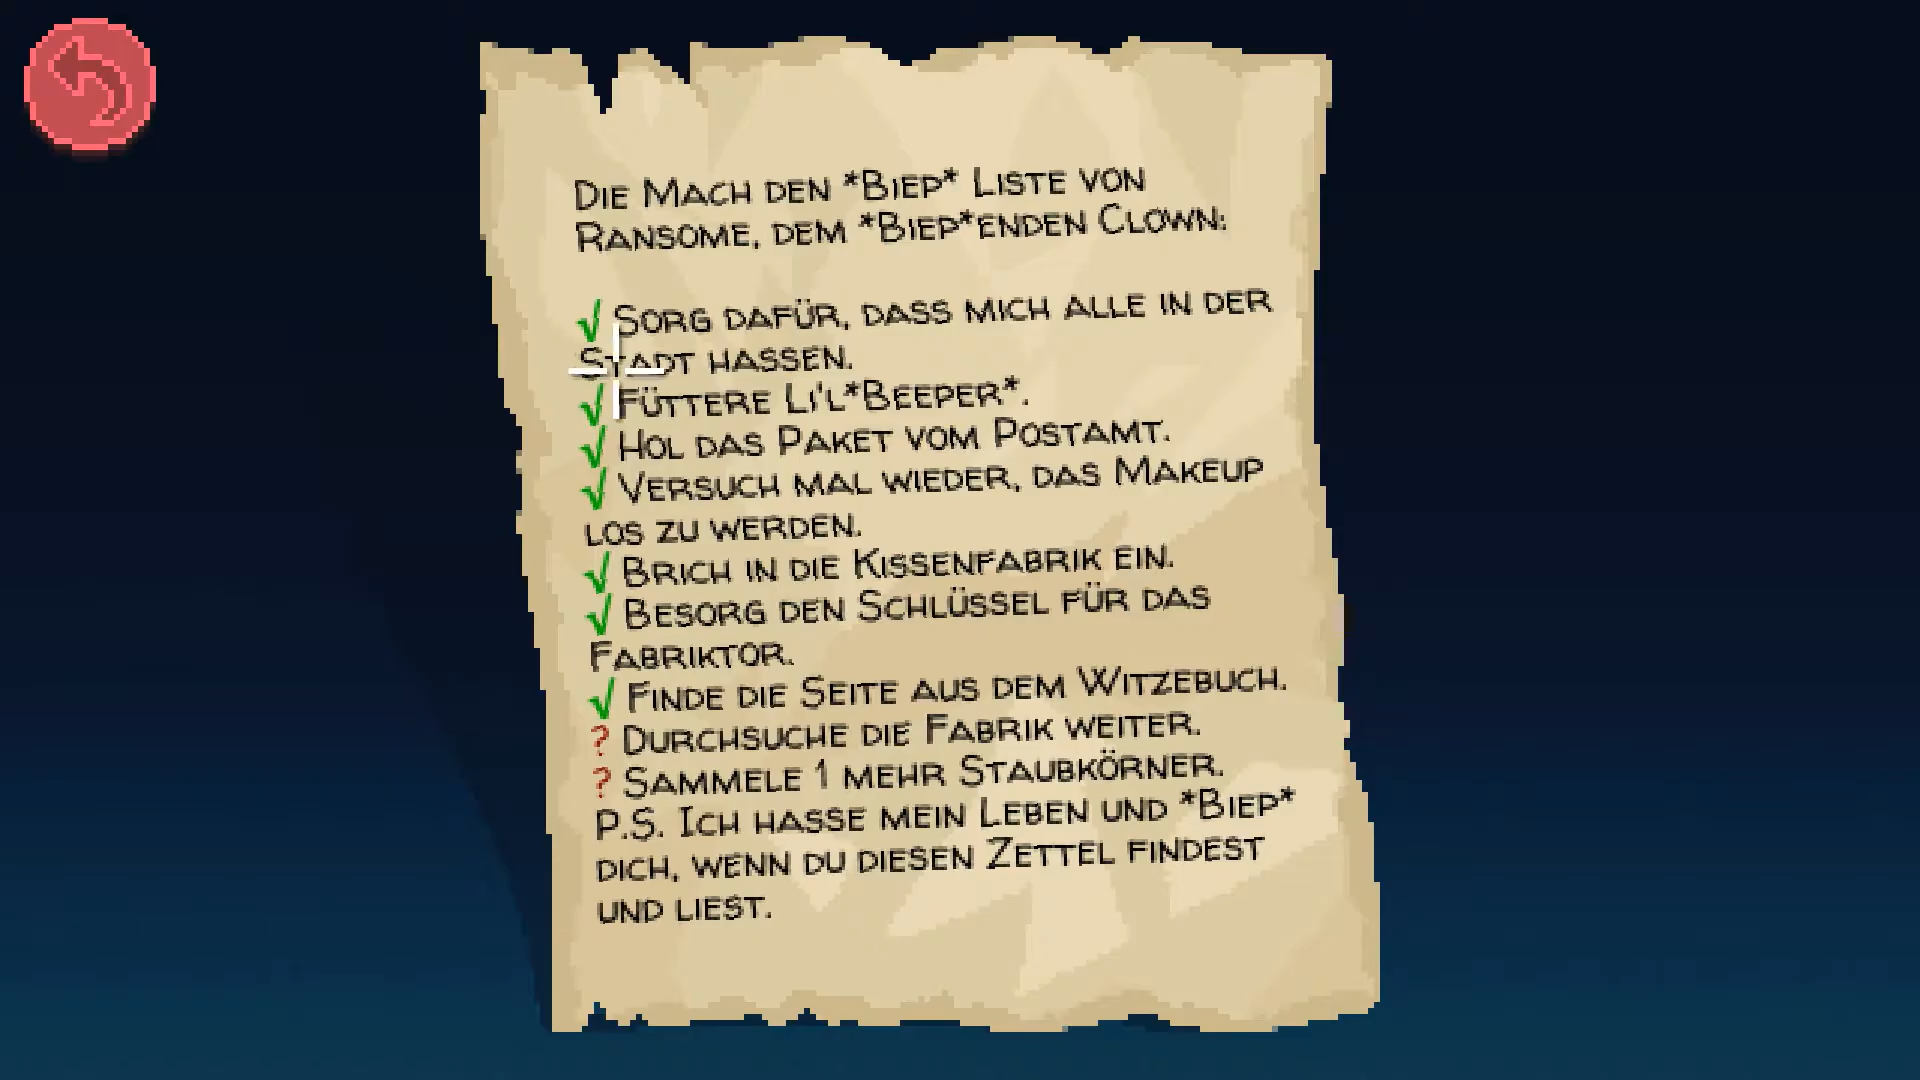 Die Mach den *Biep* Liste von
Ransome, dem *Biep*enden Clown:
√ Sorg dafür, dass mich alle in der
Stadt hassen.
√ Füttere Li'l*Beeper*.
√ Hol das Paket vom Postamt.
√ Versuch mal wieder, das Makeup
los zu werden.
√ Brich in die Kissenfabrik ein.
√ Besorg den Schlüssel für das
Fabriktor.
√ Finde die Seite aus dem Witzebuch.
? Durchsuche die Fabrik weiter.
? Sammele 1 mehr Staubkörner.
P.S. Ich hasse mein Leben und *Biep*
dich, wenn du diesen Zettel findest
und liest.